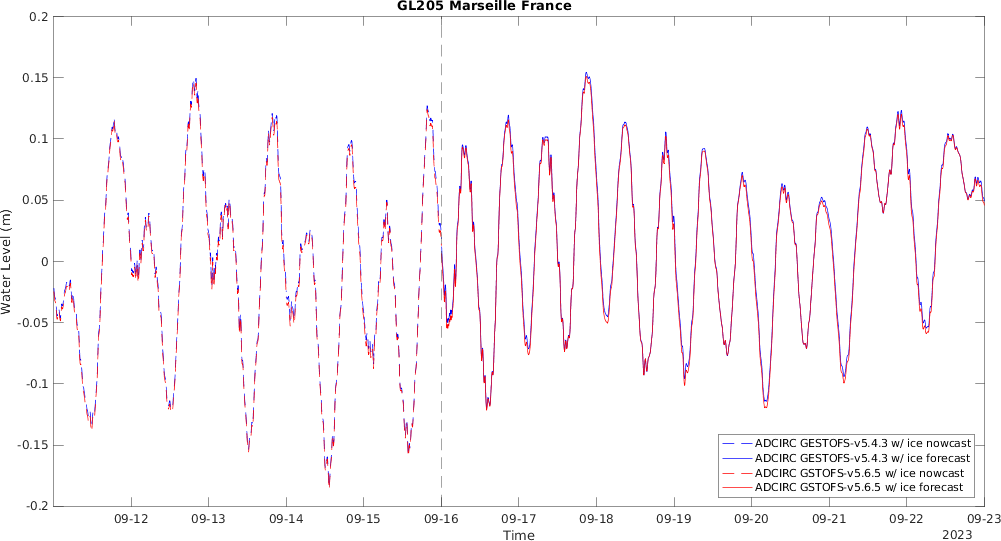 GL205 Marseille France
0.2
0.15
0.1
0.05
0
-0.05
-0.1
-0.15
-0.2
Water Level (m)
ADCIRC GESTOFS-v5.4.3 w/ ice nowcast
ADCIRC GESTOFS-v5.4.3 w/ ice forecast
ADCIRC GSTOFS-v5.6.5 w/ ice nowcast
ADCIRC GSTOFS-v5.6.5 w/ ice forecast
09-12 09-13 09-14 09-15 09-16 09-17 09-18 09-19 09-20 09-21 09-22 09-23
Time
2023